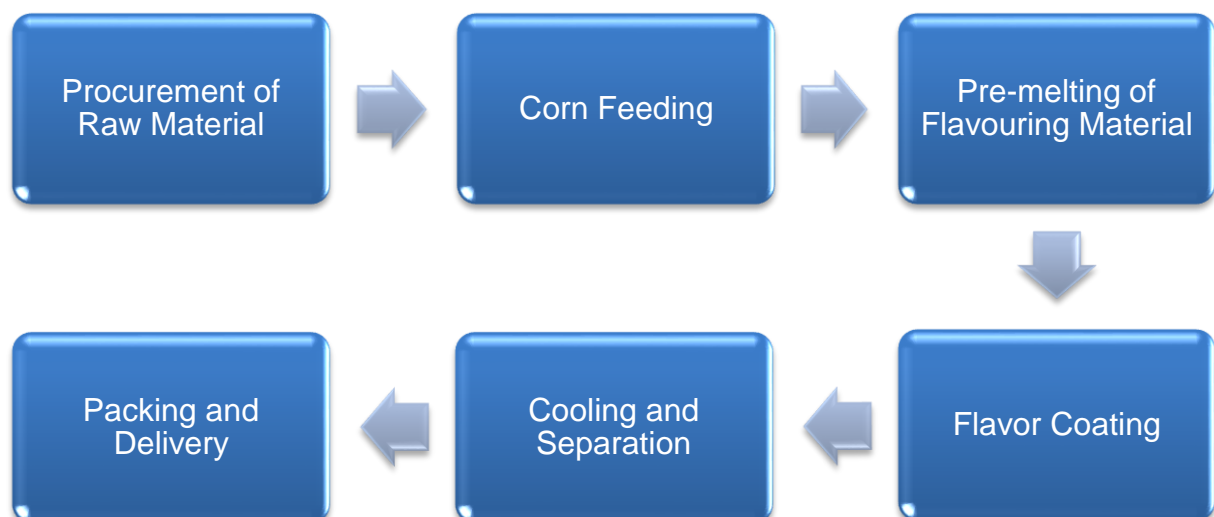 Procurement of
Raw Material
Corn Feeding
Pre-melting of
Flavouring Material
Flavor Coating
Cooling and
Separation
Packing and
Delivery